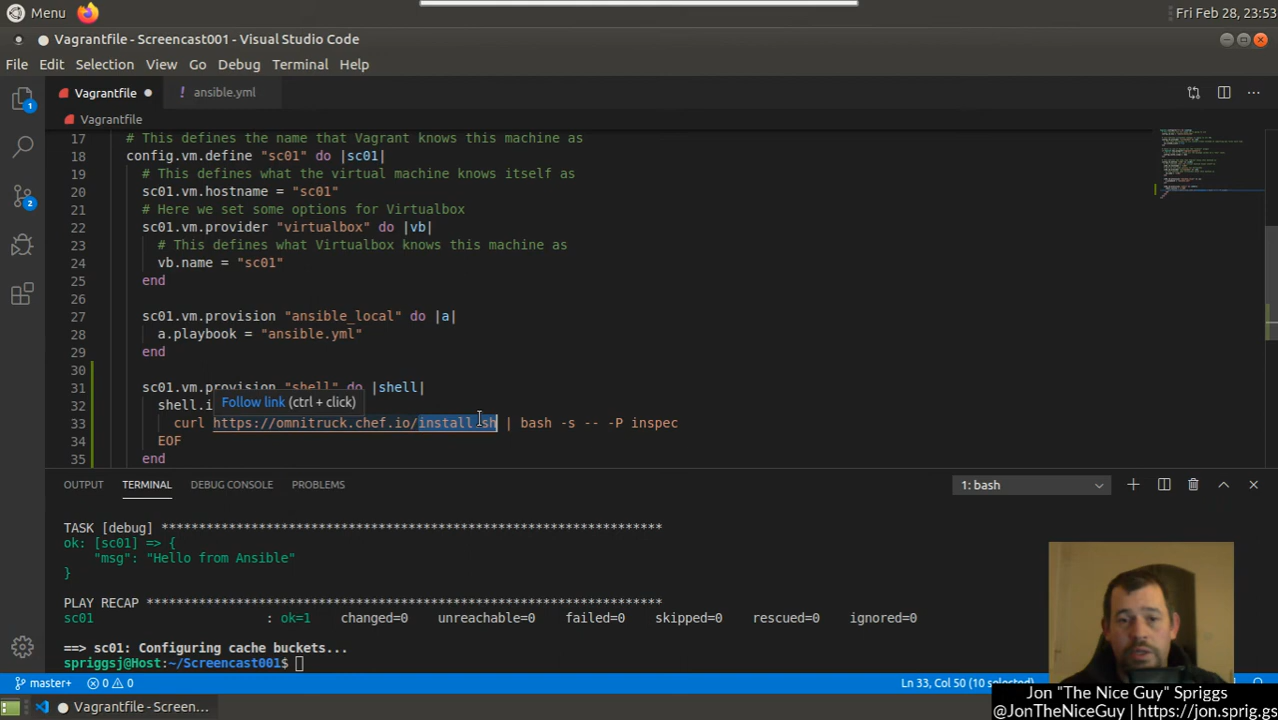 Menu
Fri Feb 28, 23:53
Vagrantfile - Screencast001 - Visual Studio Code
File Edit Selection View Go Debug Terminal Help
Vagrantfile
ansible.yml
Vagrantfile
17 # This defines the name that Vagrant knows this machine as
18 config.vm.define "sc01" do |sc01|
19 # This defines what the virtual machine knows itself as
20 sc01.vm.hostname = "sc01"
21 # Here we set some options for Virtualbox
22 sc01.vm.provider "virtualbox" do |vb|
23 # This defines what Virtualbox knows this machine as
24 vb.name = "sc01"
25 end
26
27 sc01.vm.provision "ansible_local" do |a|
28 a.playbook = "ansible.yml"
29 end
30
31 sc01.vm.provision "shell" do |shell|
Follow link (ctrl + click)
32 shell.i
33 curl https://omnitruck.chef.io/install.sh | bash -s -- -P inspec
34 EOF
35 end
OUTPUT TERMINAL DEBUG CONSOLE PROBLEMS
1: bash
TASK [debug] ****************************************************************
ok: [sc01] => {
"msg": "Hello from Ansible"
}
PLAY RECAP ******************************************************************
sc01 : ok=1 changed=0 unreachable=0 failed=0 skipped=0 rescued=0 ignored=0
==> sc01: Configuring cache buckets...
spriggsj@Host:~/Screencast001$
master+ 0 0
Ln 33, Col 50 (10 selected)
Jon "The Nice Guy" Spriggs
@JonTheNiceGuy | https://jon.sprig.gs
Vagrantfile - Screen...